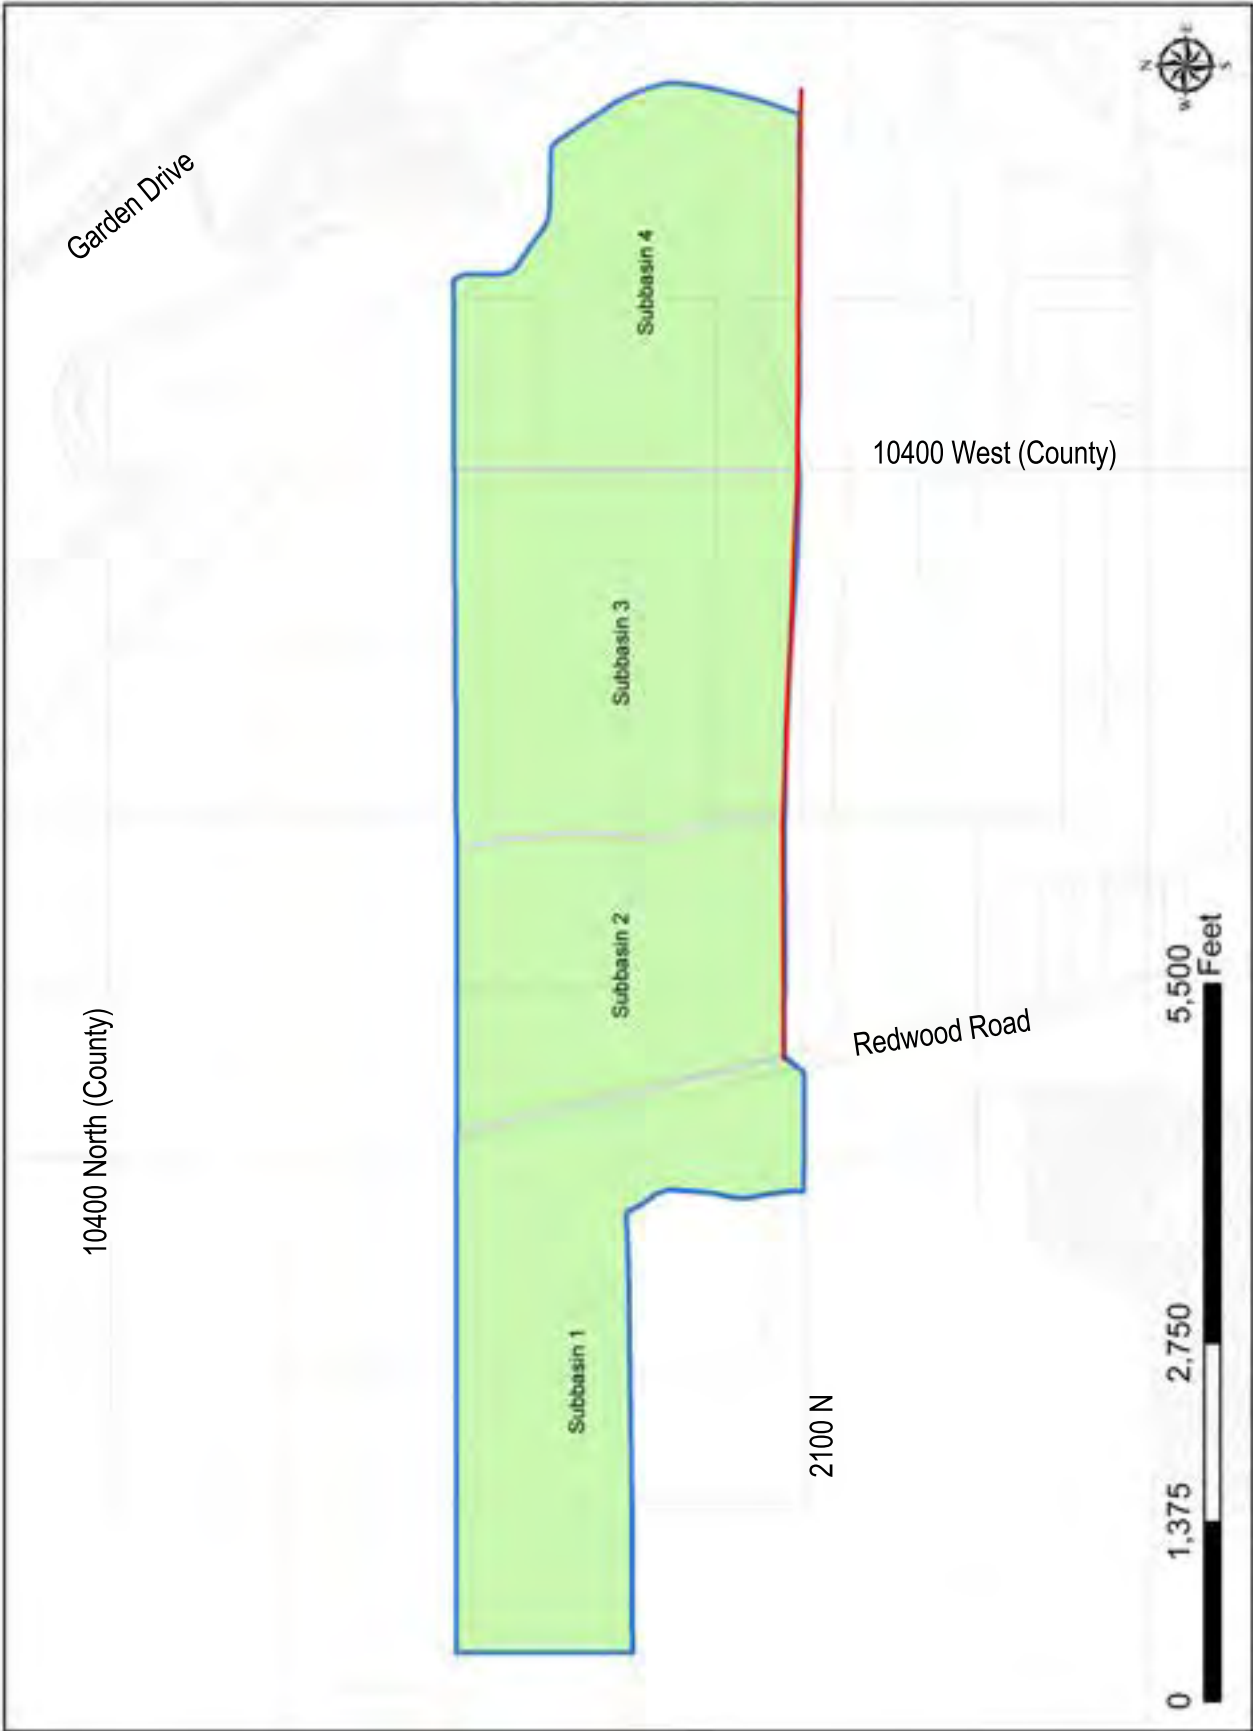 Garden Drive
N
E
S
W
Subbasin 4
10400 West (County)
Subbasin 3
Subbasin 2
10400 North (County)
Redwood Road
Subbasin 1
2100 N
0
1,375
2,750
5,500
Feet